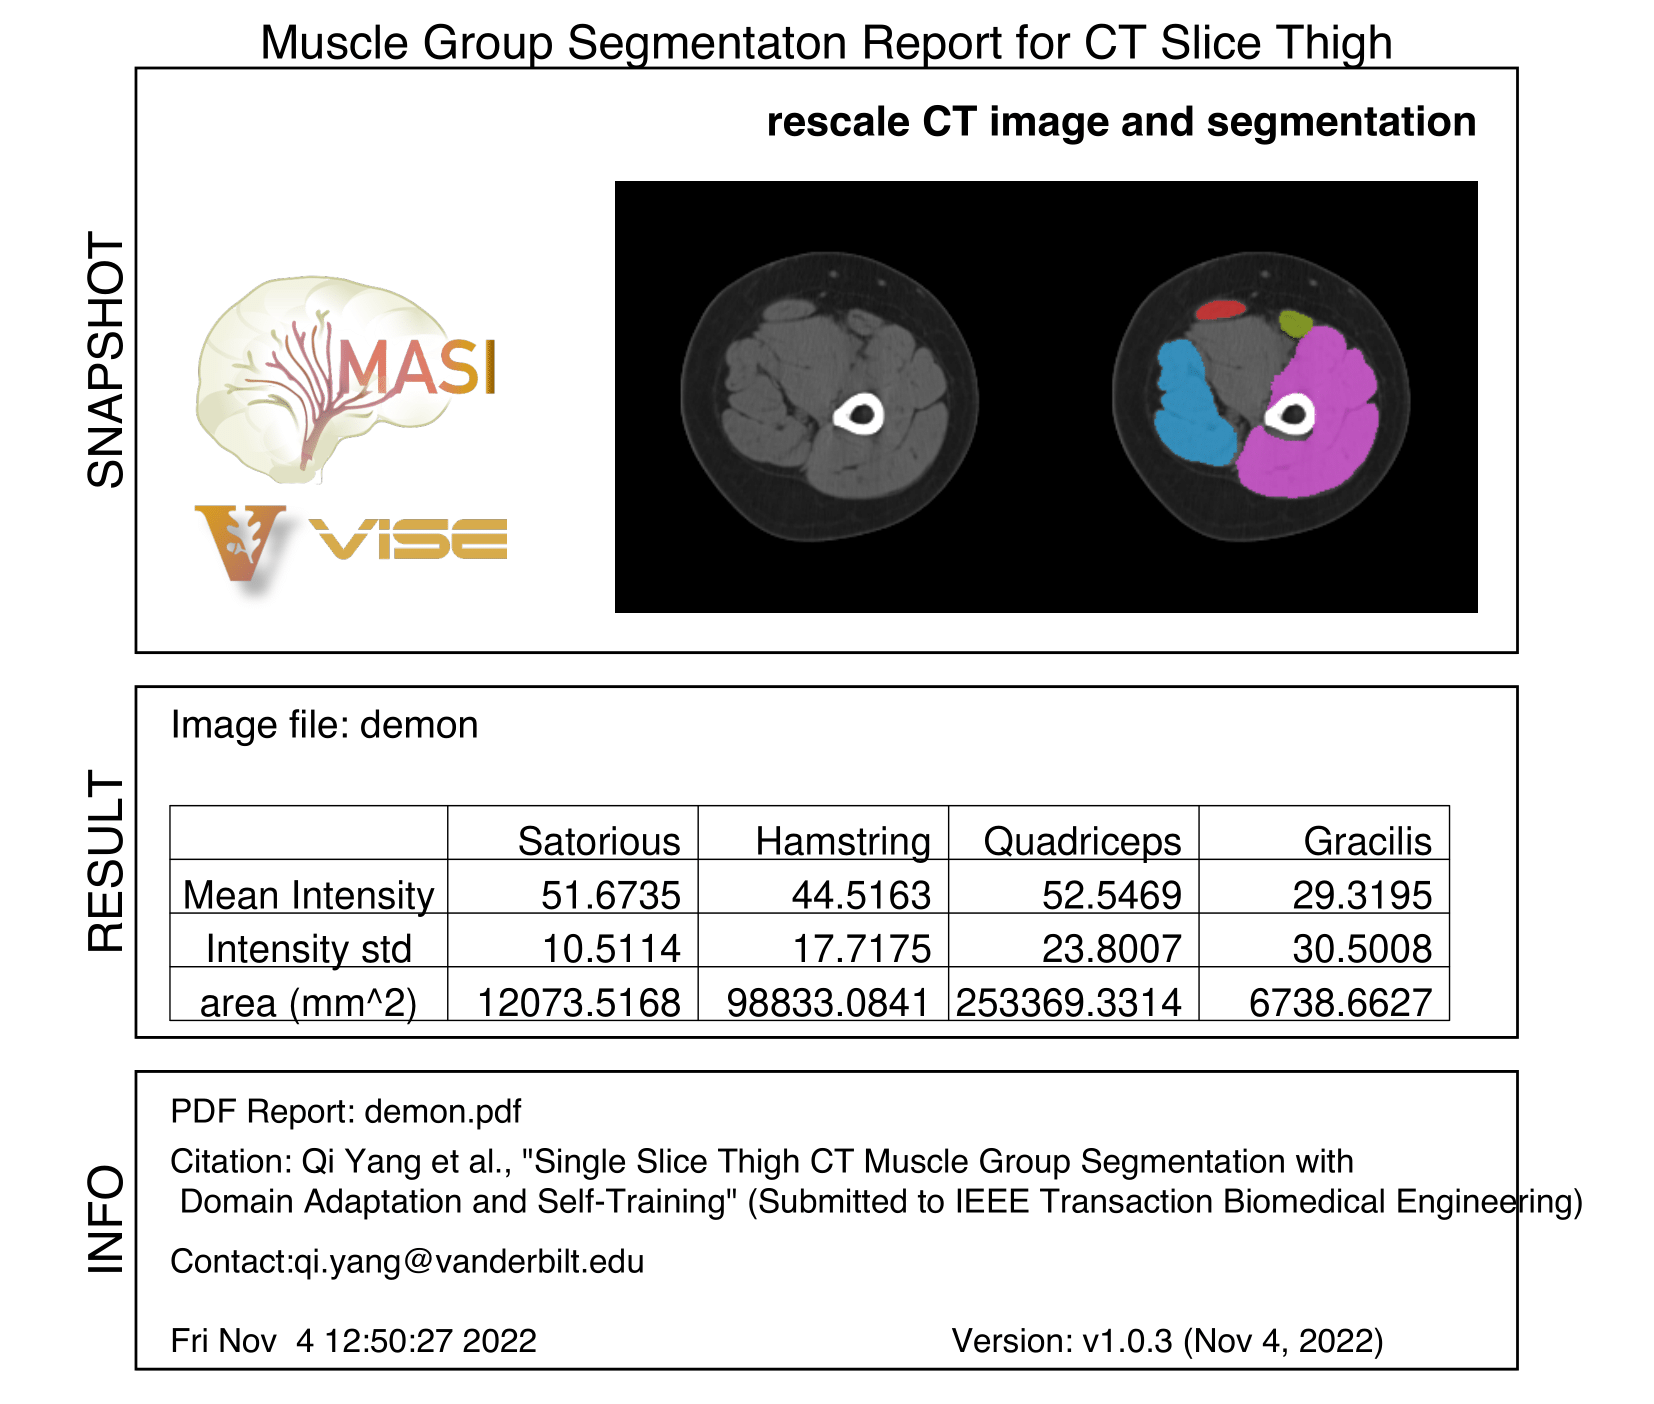 Muscle Group Segmentaton Report for CT Slice Thigh
SNAPSHOT
rescale CT image and segmentation
MASI
V VISE
RESULT
Image file: demon
Satorious Hamstring Quadriceps Gracilis
Mean Intensity 51.6735 44.5163 52.5469 29.3195
Intensity std 10.5114 17.7175 23.8007 30.5008
area (mm^2) 12073.5168 98833.0841 253369.3314 6738.6627
INFO
PDF Report: demon.pdf
Citation: Qi Yang et al., "Single Slice Thigh CT Muscle Group Segmentation with
Domain Adaptation and Self-Training" (Submitted to IEEE Transaction Biomedical Engineering)
Contact:qi.yang@vanderbilt.edu
Fri Nov 4 12:50:27 2022 Version: v1.0.3 (Nov 4, 2022)